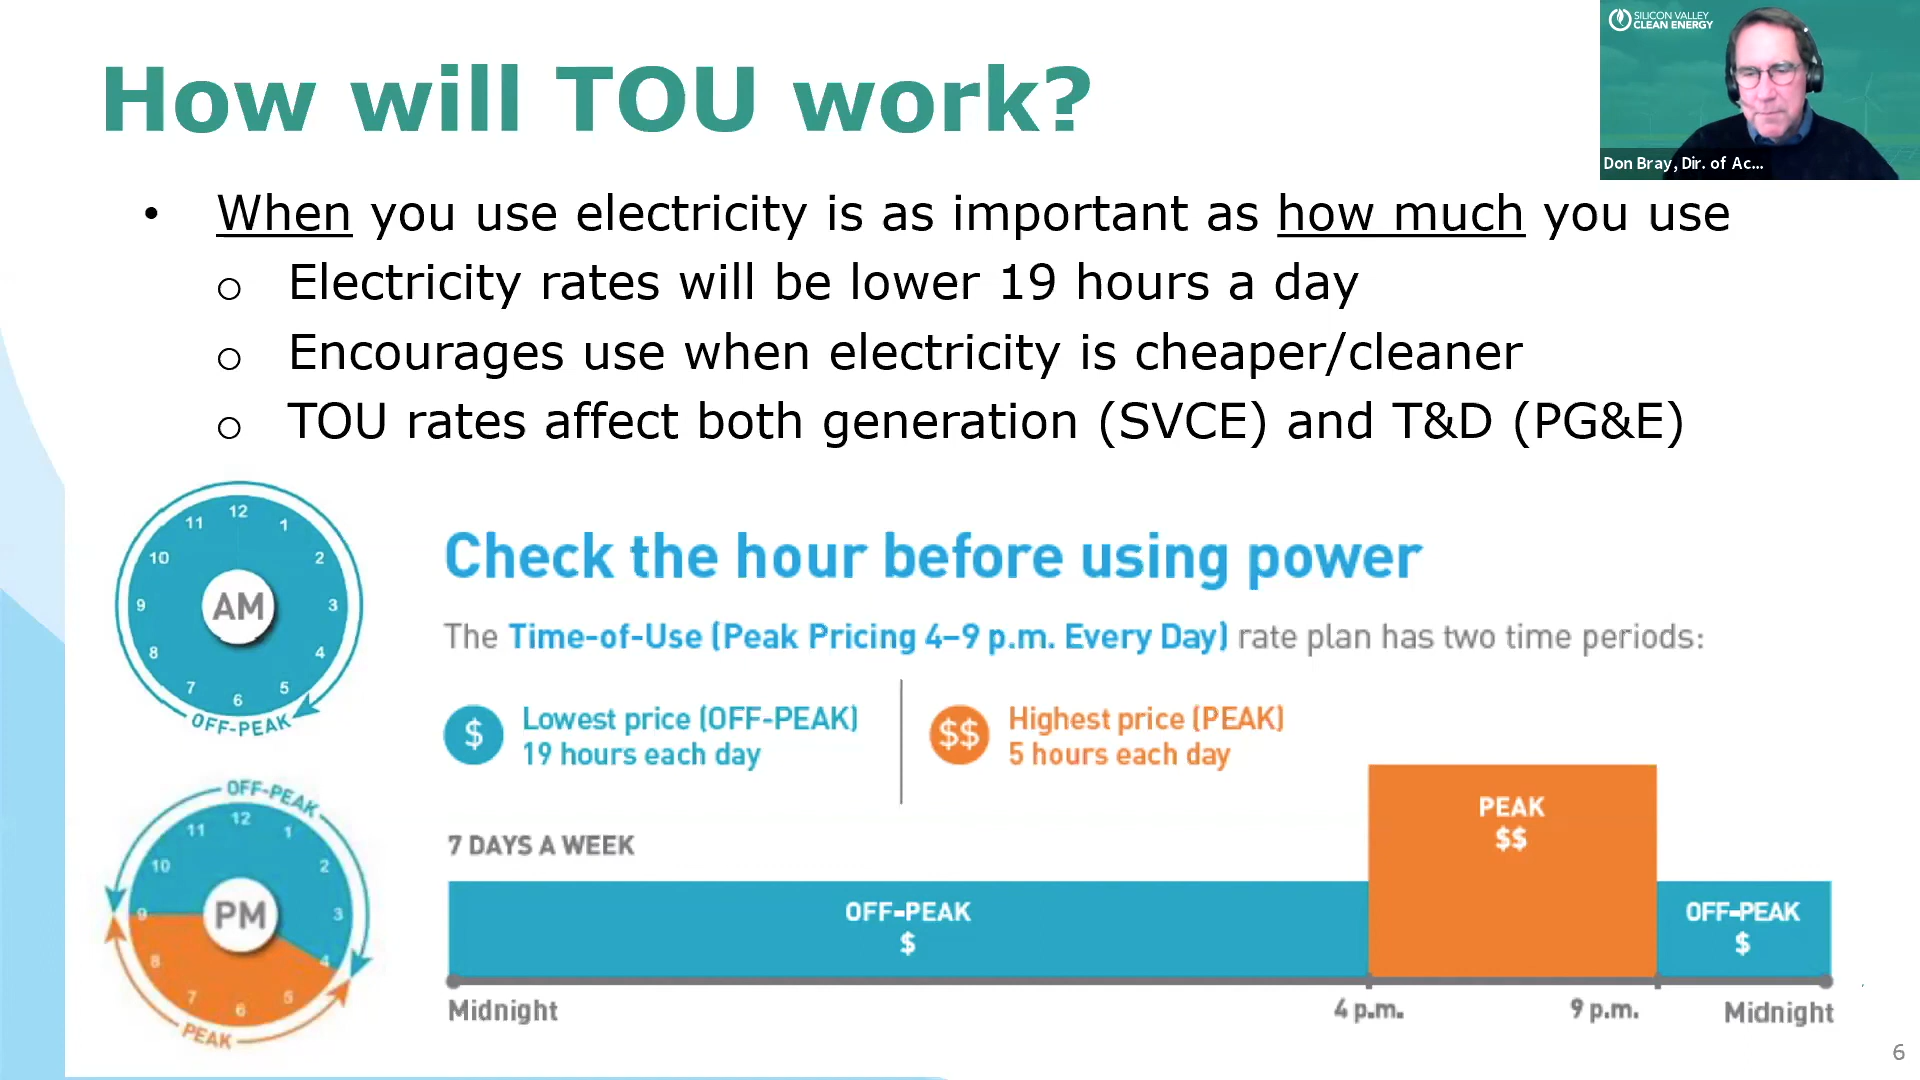 How will TOU work?
SILICON VALLEY
CLEAN ENERGY
Don Bray, Dir. of Ac...
• When you use electricity is as important as how much you use
o Electricity rates will be lower 19 hours a day
o Encourages use when electricity is cheaper/cleaner
o TOU rates affect both generation (SVCE) and T&D (PG&E)
12
1
2
3
4
5
6
7
8
9
10
11
AM
OFF-PEAK
Check the hour before using power
The Time-of-Use (Peak Pricing 4–9 p.m. Every Day) rate plan has two time periods:
$
Lowest price (OFF-PEAK)
19 hours each day
$$
Highest price (PEAK)
5 hours each day
OFF-PEAK
12
1
2
3
4
5
6
7
8
9
10
11
PM
PEAK
7 DAYS A WEEK
OFF-PEAK
$
PEAK
$$
OFF-PEAK
$
Midnight
4 p.m.
9 p.m.
Midnight
6